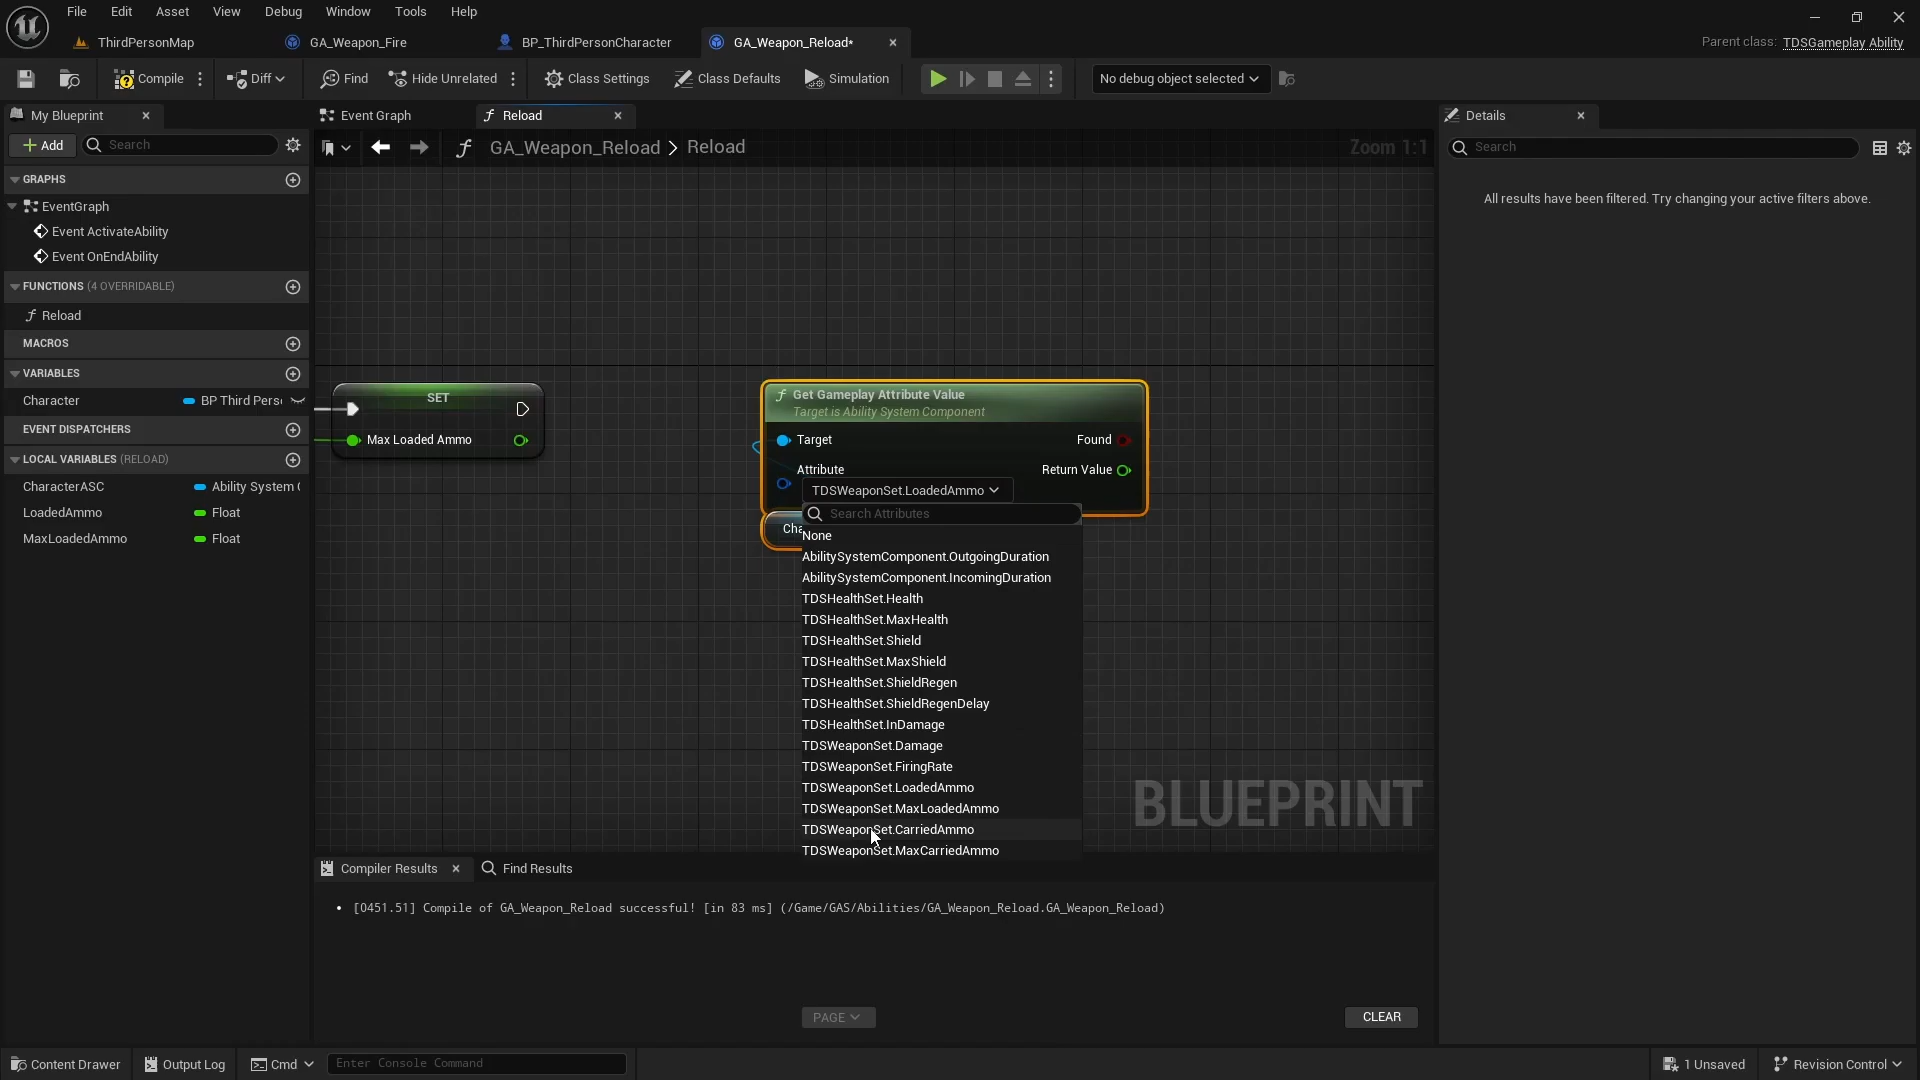 File Edit Asset View Debug Window Tools Help
ThirdPersonMap GA_Weapon_Fire BP_ThirdPersonCharacter GA_Weapon_Reload* Parent class: TDSGameplay Ability
Compile Diff Find Hide Unrelated Class Settings Class Defaults Simulation No debug object selected
My Blueprint Event Graph Reload Details
Add Search GA_Weapon_Reload > Reload Zoom 1:1 Search
GRAPHS
All results have been filtered. Try changing your active filters above.
EventGraph
Event ActivateAbility
Event OnEndAbility
FUNCTIONS (4 OVERRIDABLE)
Reload
MACROS
VARIABLES
Character BP Third Pers
EVENT DISPATCHERS
LOCAL VARIABLES (RELOAD)
CharacterASC Ability System
LoadedAmmo Float
MaxLoadedAmmo Float
SET
Max Loaded Ammo
Get Gameplay Attribute Value
Target is Ability System Component
Target Found
Attribute Return Value
TDSWeaponSet.LoadedAmmo
Search Attributes
Cha
None
AbilitySystemComponent.OutgoingDuration
AbilitySystemComponent.IncomingDuration
TDSHealthSet.Health
TDSHealthSet.MaxHealth
TDSHealthSet.Shield
TDSHealthSet.MaxShield
TDSHealthSet.ShieldRegen
TDSHealthSet.ShieldRegenDelay
TDSHealthSet.InDamage
TDSWeaponSet.Damage
TDSWeaponSet.FiringRate
TDSWeaponSet.LoadedAmmo
TDSWeaponSet.MaxLoadedAmmo
TDSWeaponSet.CarriedAmmo
TDSWeaponSet.MaxCarriedAmmo
BLUEPRINT
Compiler Results Find Results
[0451.51] Compile of GA_Weapon_Reload successful! [in 83 ms] (/Game/GAS/Abilities/GA_Weapon_Reload.GA_Weapon_Reload)
PAGE CLEAR
Content Drawer Output Log Cmd Enter Console Command 1 Unsaved Revision Control